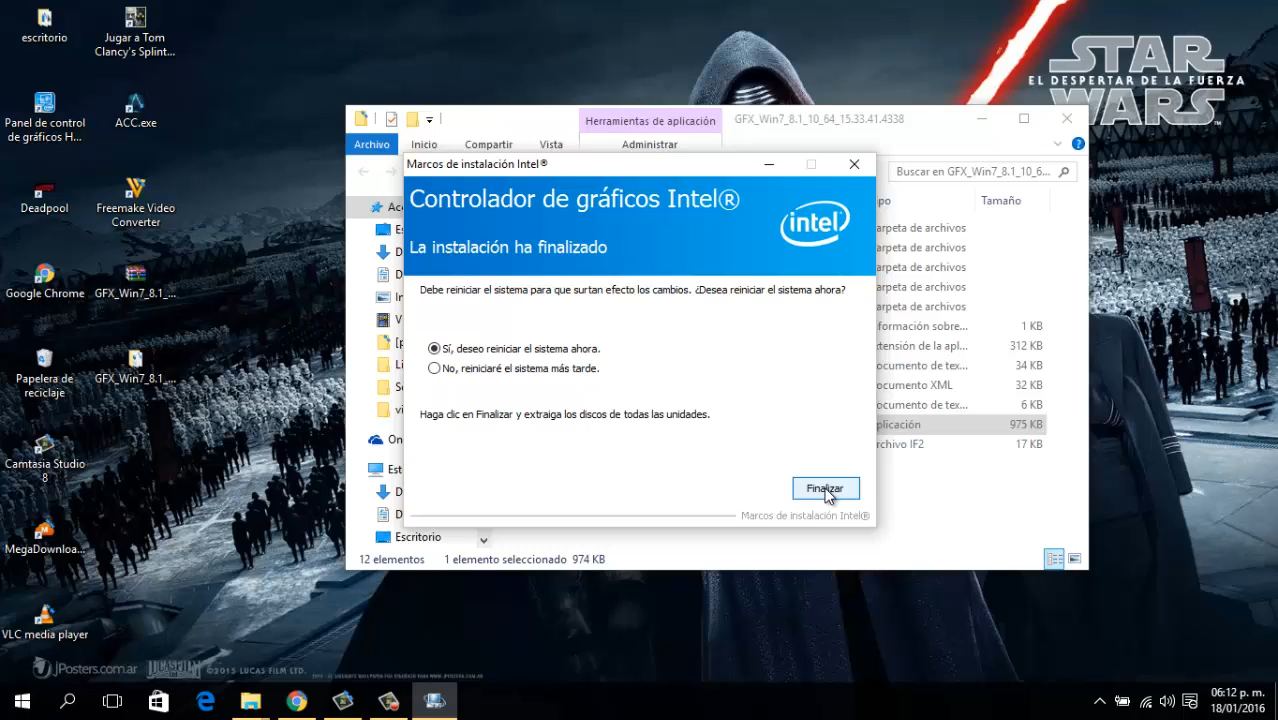 escritorio
Jugar a Tom
Clancy's Splint...
Panel de control
de gráficos H...
ACC.exe
Deadpool
Freemake Video
Converter
Google Chrome
GFX_Win7_8.1_...
Papelera de
reciclaje
GFX_Win7_8.1_...
Camtasia Studio
8
MegaDownloa...
VLC media player
JPosters.com.ar
LUCASFILM
©2015 LUCAS FILM LTD.
STAR
EL DESPERTAR DE LA FUERZA
WARS
Herramientas de aplicación
GFX_Win7_8.1_10_64_15.33.41.4338
Archivo
Inicio
Compartir
Vista
Administrar
Buscar en GFX_Win7_8.1_10_6...
Tamaño
arpeta de archivos
arpeta de archivos
arpeta de archivos
arpeta de archivos
arpeta de archivos
nformación sobre... 1 KB
xtensión de la apl... 312 KB
ocumento de tex... 34 KB
ocumento XML 32 KB
ocumento de tex... 6 KB
plicación 975 KB
rchivo IF2 17 KB
Escritorio
12 elementos
1 elemento seleccionado 974 KB
Marcos de instalación Intel®
Controlador de gráficos Intel®
intel
La instalación ha finalizado
Debe reiniciar el sistema para que surtan efecto los cambios. ¿Desea reiniciar el sistema ahora?
Sí, deseo reiniciar el sistema ahora.
No, reiniciaré el sistema más tarde.
Haga clic en Finalizar y extraiga los discos de todas las unidades.
Finalizar
Marcos de instalación Intel®
06:12 p. m.
18/01/2016